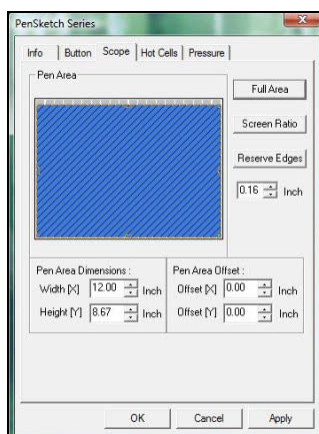 PenSketch Series
x
Info Button Scope Hot Cells Pressure
Pen Area
Full Area
Screen Ratio
Reserve Edges
0.16 Inch
Pen Area Dimensions :
Width [X] 12.00 Inch
Height [Y] 8.67 Inch
Pen Area Offset :
Offset [X] 0.00 Inch
Offset [Y] 0.00 Inch
OK Cancel Apply